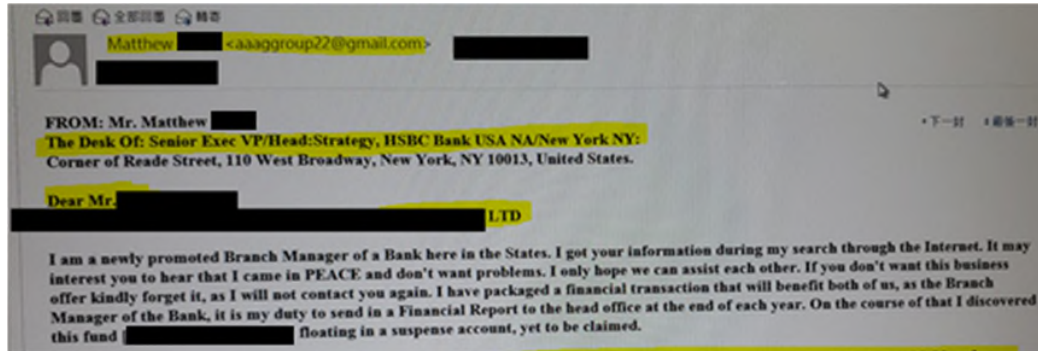 回覆 全部回覆 轉寄
Matthew <aaaggroup22@gmail.com>
FROM: Mr. Matthew
下一封 最後一封
The Desk Of: Senior Exec VP/Head:Strategy, HSBC Bank USA NA/New York NY:
Corner of Reade Street, 110 West Broadway, New York, NY 10013, United States.
Dear Mr.
LTD
I am a newly promoted Branch Manager of a Bank here in the States. I got your information during my search through the Internet. It may
interest you to hear that I came in PEACE and don't want problems. I only hope we can assist each other. If you don't want this business
offer kindly forget it, as I will not contact you again. I have packaged a financial transaction that will benefit both of us, as the Branch
Manager of the Bank, it is my duty to send in a Financial Report to the head office at the end of each year. On the course of that I discovered
this fund floating in a suspense account, yet to be claimed.